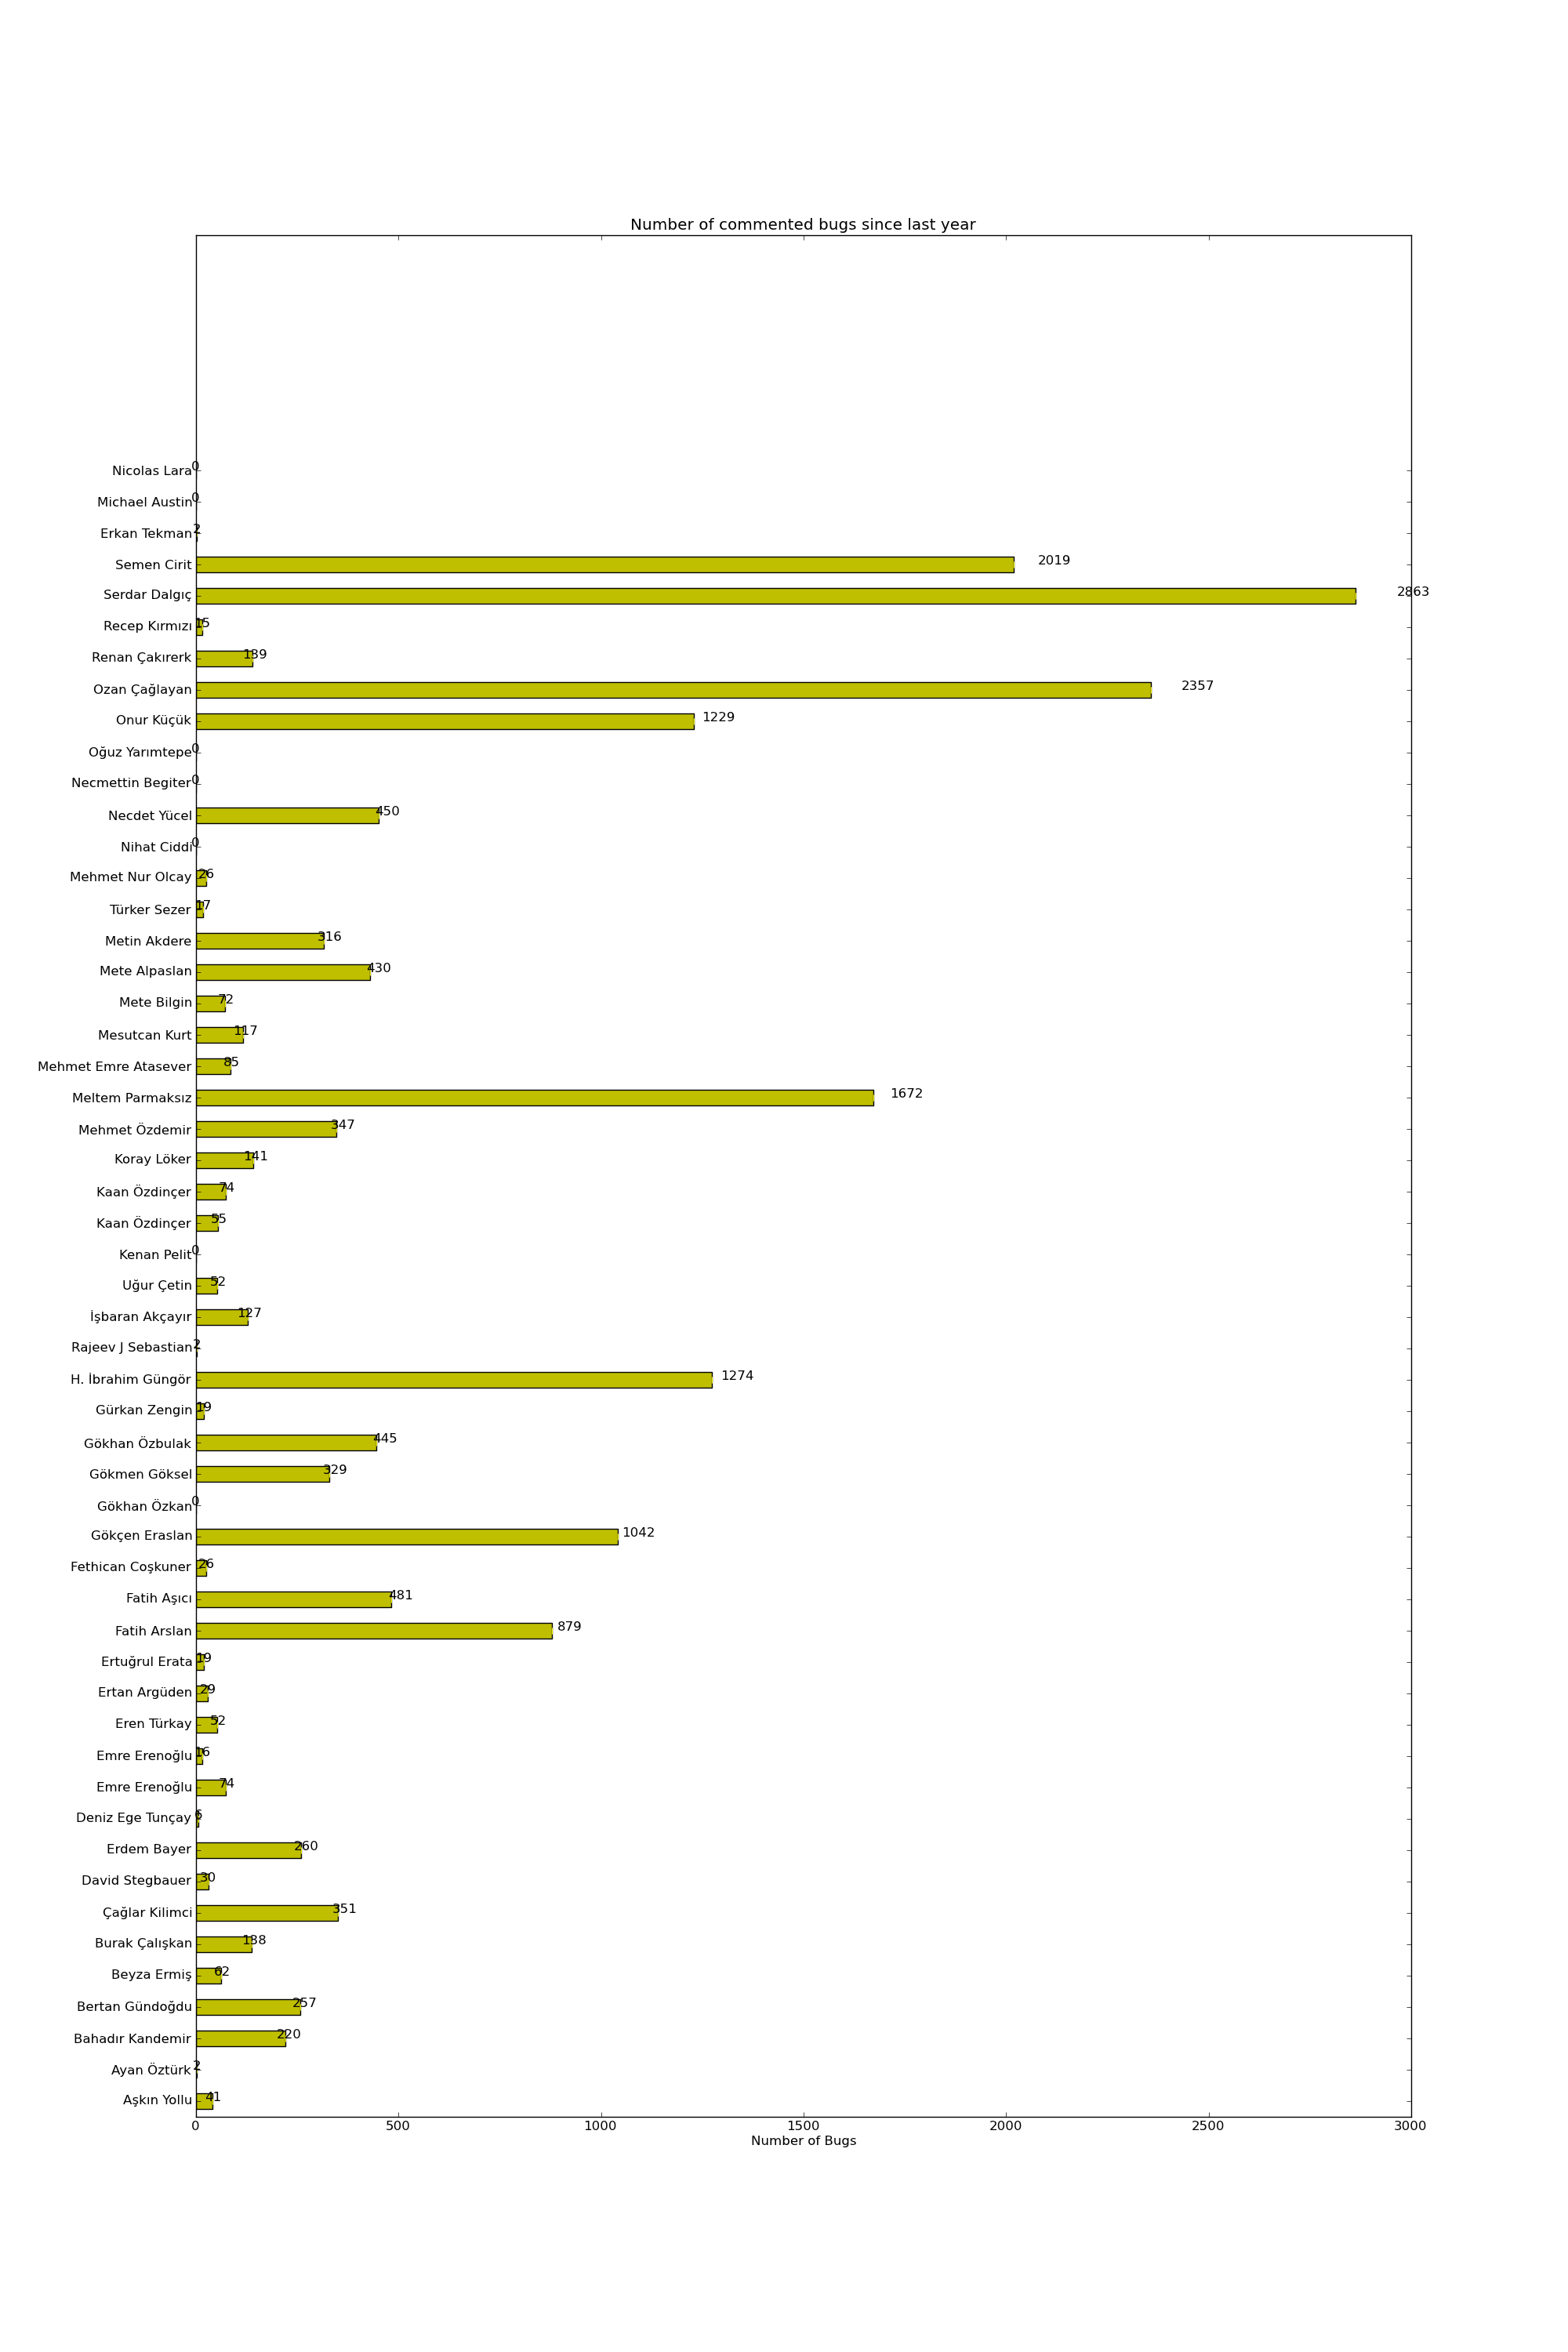 Number of commented bugs since last year
Nicolas Lara 0
Michael Austin 0
Erkan Tekman 2
Semen Cirit 2019
Serdar Dalgıç 2863
Recep Kırmızı 15
Renan Çakırerk 139
Ozan Çağlayan 2357
Onur Küçük 1229
Oğuz Yarımtepe 0
Necmettin Begiter 0
Necdet Yücel 450
Nihat Ciddi 0
Mehmet Nur Olcay 26
Türker Sezer 17
Metin Akdere 316
Mete Alpaslan 430
Mete Bilgin 72
Mesutcan Kurt 117
Mehmet Emre Atasever 85
Meltem Parmaksız 1672
Mehmet Özdemir 347
Koray Löker 141
Kaan Özdinçer 74
Kaan Özdinçer 55
Kenan Pelit 0
Uğur Çetin 52
İşbaran Akçayır 127
Rajeev J Sebastian 2
H. İbrahim Güngör 1274
Gürkan Zengin 19
Gökhan Özbulak 445
Gökmen Göksel 329
Gökhan Özkan 0
Gökçen Eraslan 1042
Fethican Coşkuner 26
Fatih Aşıcı 481
Fatih Arslan 879
Ertuğrul Erata 19
Ertan Argüden 29
Eren Türkay 52
Emre Erenoğlu 16
Emre Erenoğlu 74
Deniz Ege Tunçay 6
Erdem Bayer 260
David Stegbauer 30
Çağlar Kilimci 351
Burak Çalışkan 138
Beyza Ermiş 62
Bertan Gündoğdu 257
Bahadır Kandemir 220
Ayan Öztürk 2
Aşkın Yollu 41
0 500 1000 1500 2000 2500 3000
Number of Bugs